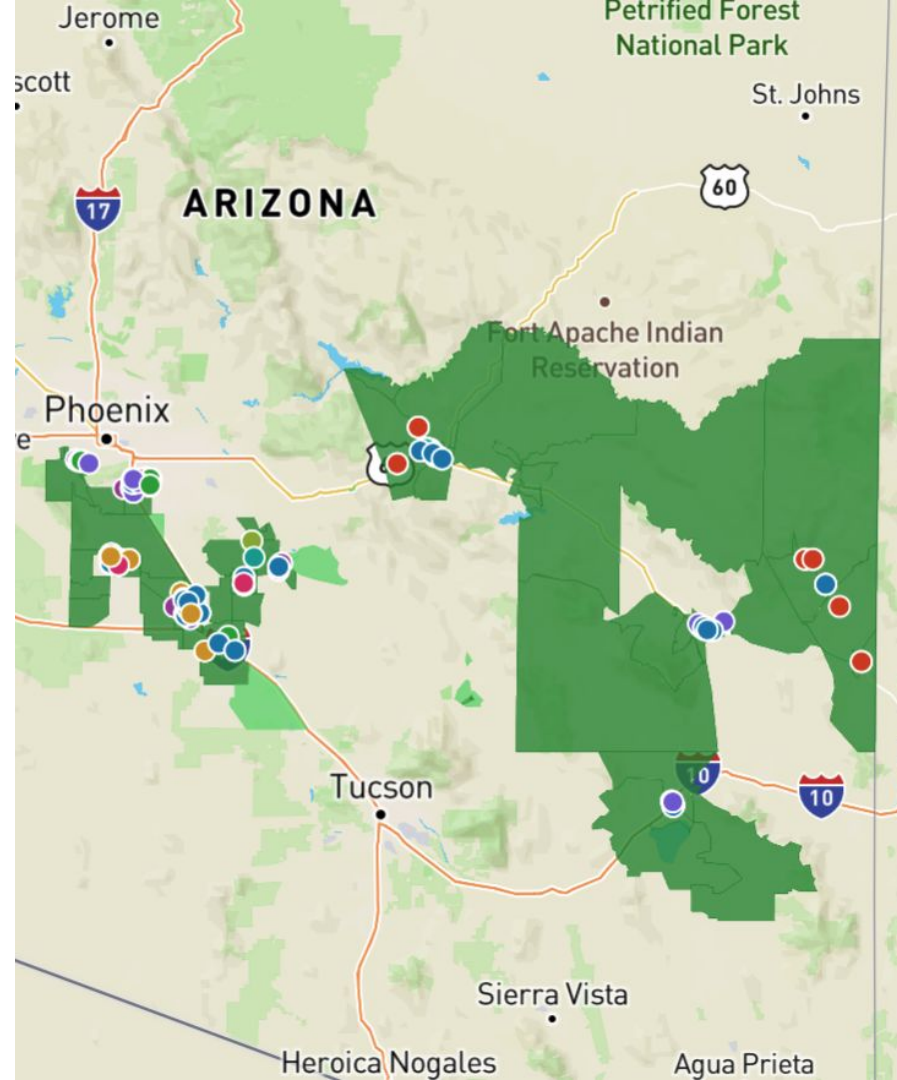 Petrified Forest
National Park
Jerome
scott
St. Johns
60
17
ARIZONA
Fort Apache Indian
Reservation
Phoenix
e
6
10
10
Tucson
Sierra Vista
Heroica Nogales
Agua Prieta